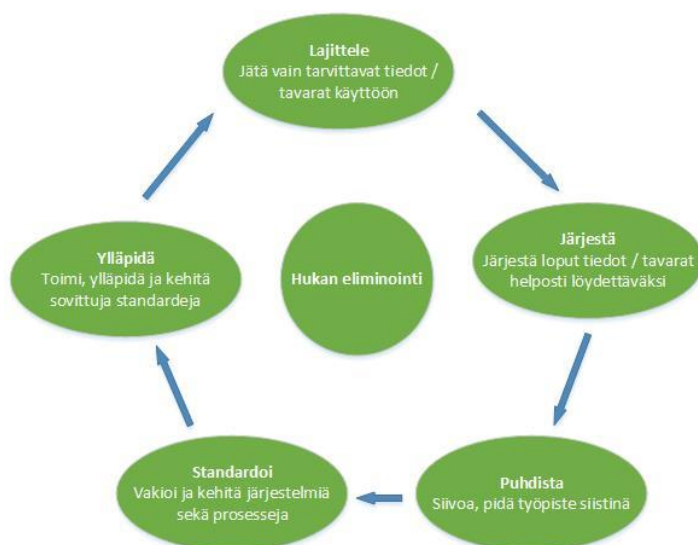 Lajittele
Jätä vain tarvittavat tiedot /
tavarat käyttöön
Järjestä
Järjestä loput tiedot / tavarat
helposti löydettäväksi
Puhdista
Siivoa, pidä työpiste siistinä
Standardoi
Vakioi ja kehitä järjestelmiä
sekä prosesseja
Ylläpidä
Toimi, ylläpidä ja kehitä
sovittuja standardeja
Hukan eliminointi